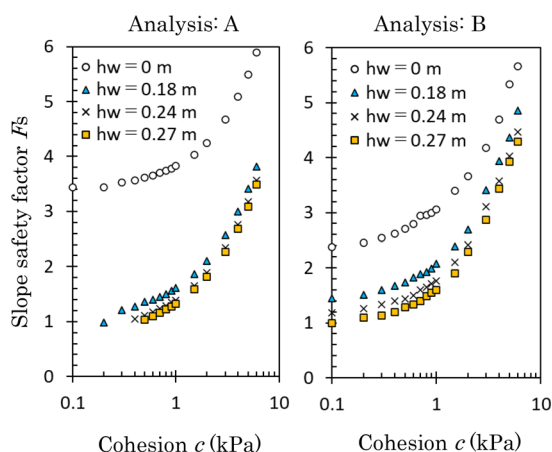 Analysis: A
Analysis: B
Slope safety factor Fs
6
5
4
3
2
1
0
hw＝0 m
hw＝0.18 m
hw＝0.24 m
hw＝0.27 m
0.1
1
10
Cohesion c (kPa)
6
5
4
3
2
1
0
hw＝0 m
hw＝0.18 m
hw＝0.24 m
hw＝0.27 m
0.1
1
10
Cohesion c (kPa)